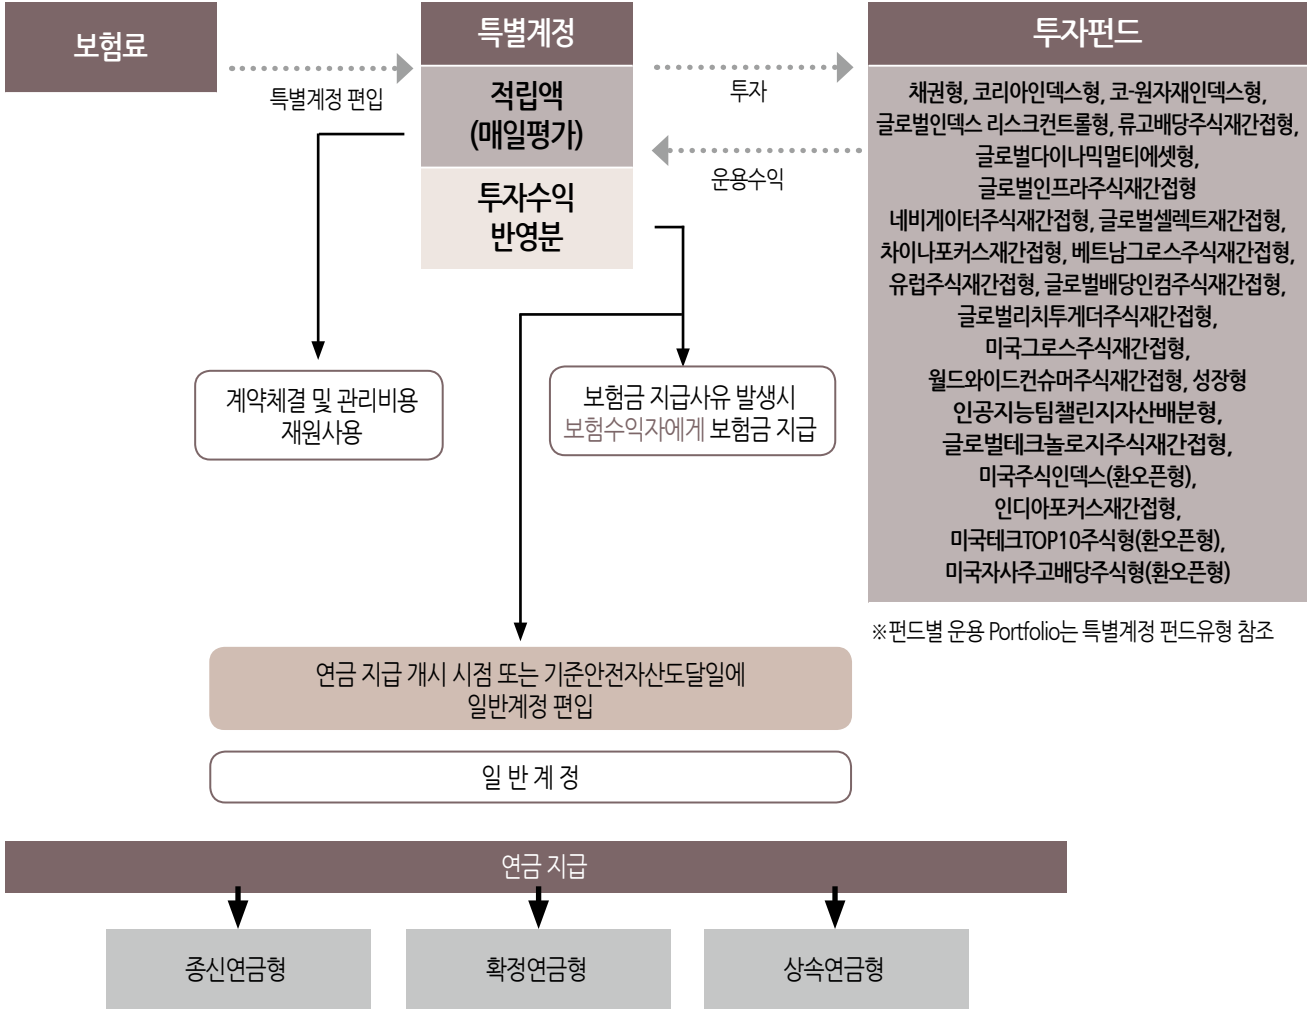 보험료
특별계정 편입
특별계정
적립액
(매일평가)
투자수익
반영분
투자
운용수익
투자펀드
채권형, 코리아인덱스형, 코-원자재인덱스형,
글로벌인덱스 리스크컨트롤형, 류고배당주식재간접형,
글로벌다이나믹멀티에셋형,
글로벌인프라주식재간접형
네비게이터주식재간접형, 글로벌셀렉트재간접형,
차이나포커스재간접형, 베트남그로스주식재간접형,
유럽주식재간접형, 글로벌배당인컴주식재간접형,
글로벌리치투게더주식재간접형,
미국그로스주식재간접형,
월드와이드컨슈머주식재간접형, 성장형
인공지능팀챌린지자산배분형,
글로벌테크놀로지주식재간접형,
미국주식인덱스(환오픈형),
인디아포커스재간접형,
미국테크TOP10주식형(환오픈형),
미국자사주고배당주식형(환오픈형)
※펀드별 운용 Portfolio는 특별계정 펀드유형 참조
계약체결 및 관리비용
재원사용
보험금 지급사유 발생시
보험수익자에게 보험금 지급
연금 지급 개시 시점 또는 기준안전자산도달일에
일반계정 편입
일 반 계 정
연금 지급
종신연금형
확정연금형
상속연금형